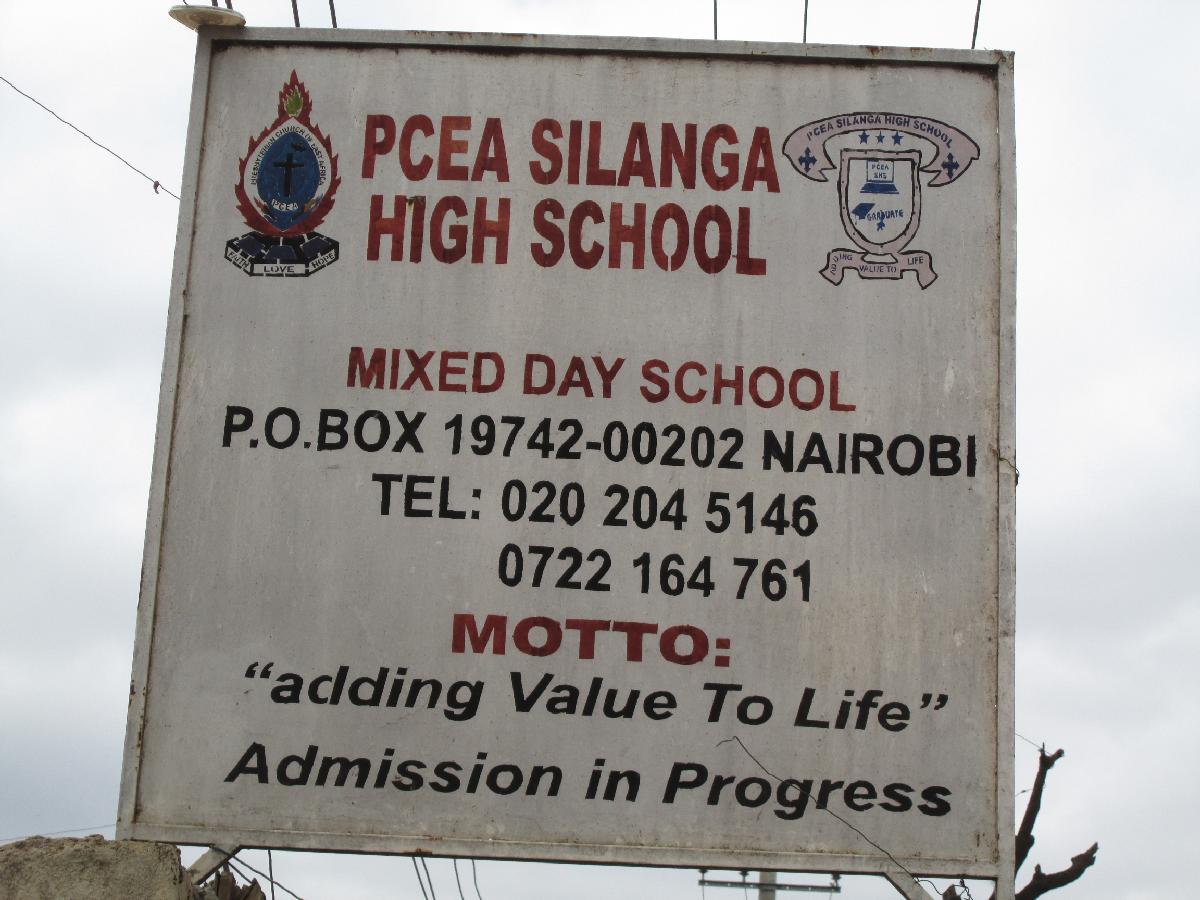 PRESBYTERIAN CHURCH IN EAST AFRICA
PCEA
FAITH LOVE HOPE
PCEA SILANGA
HIGH SCHOOL
PCEA SILANGA HIGH SCHOOL
PCEA
SHS
GRADUATE
ADDING VALUE TO LIFE
MIXED DAY SCHOOL
P.O.BOX 19742-00202 NAIROBI
TEL: 020 204 5146
0722 164 761
MOTTO:
“adding Value To Life”
Admission in Progress